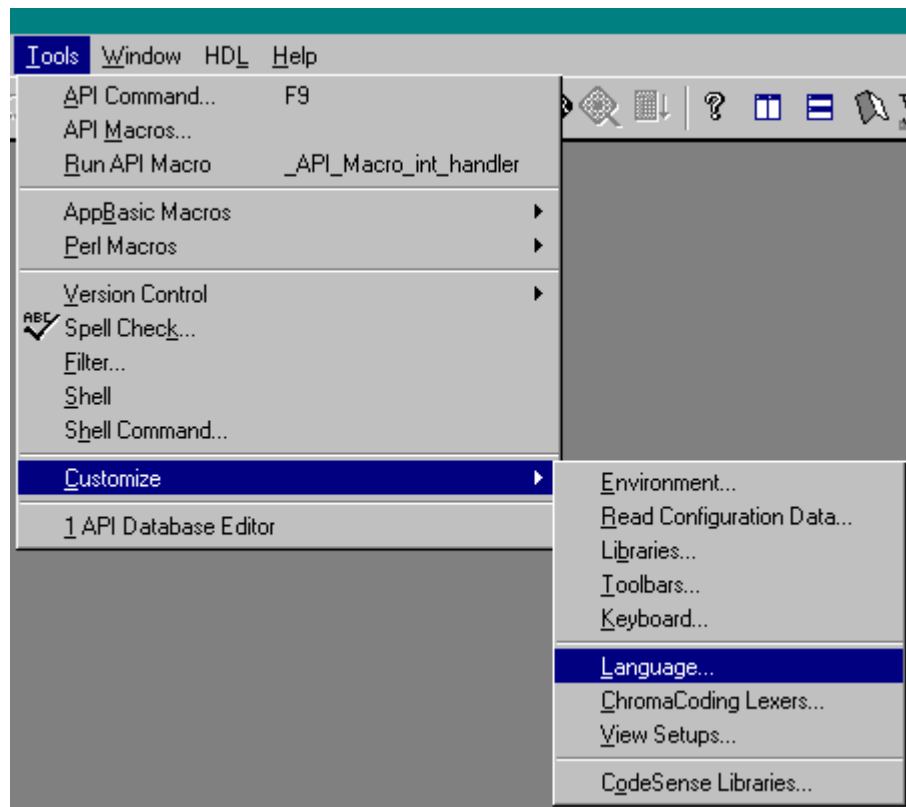 Tools Window HDL Help
API Command... F9
API Macros...
Run API Macro _API_Macro_int_handler
AppBasic Macros
Perl Macros
Version Control
ABC Spell Check...
Filter...
Shell
Shell Command...
Customize
1 API Database Editor
Environment...
Read Configuration Data...
Libraries...
Toolbars...
Keyboard...
Language...
ChromaCoding Lexers...
View Setups...
CodeSense Libraries...